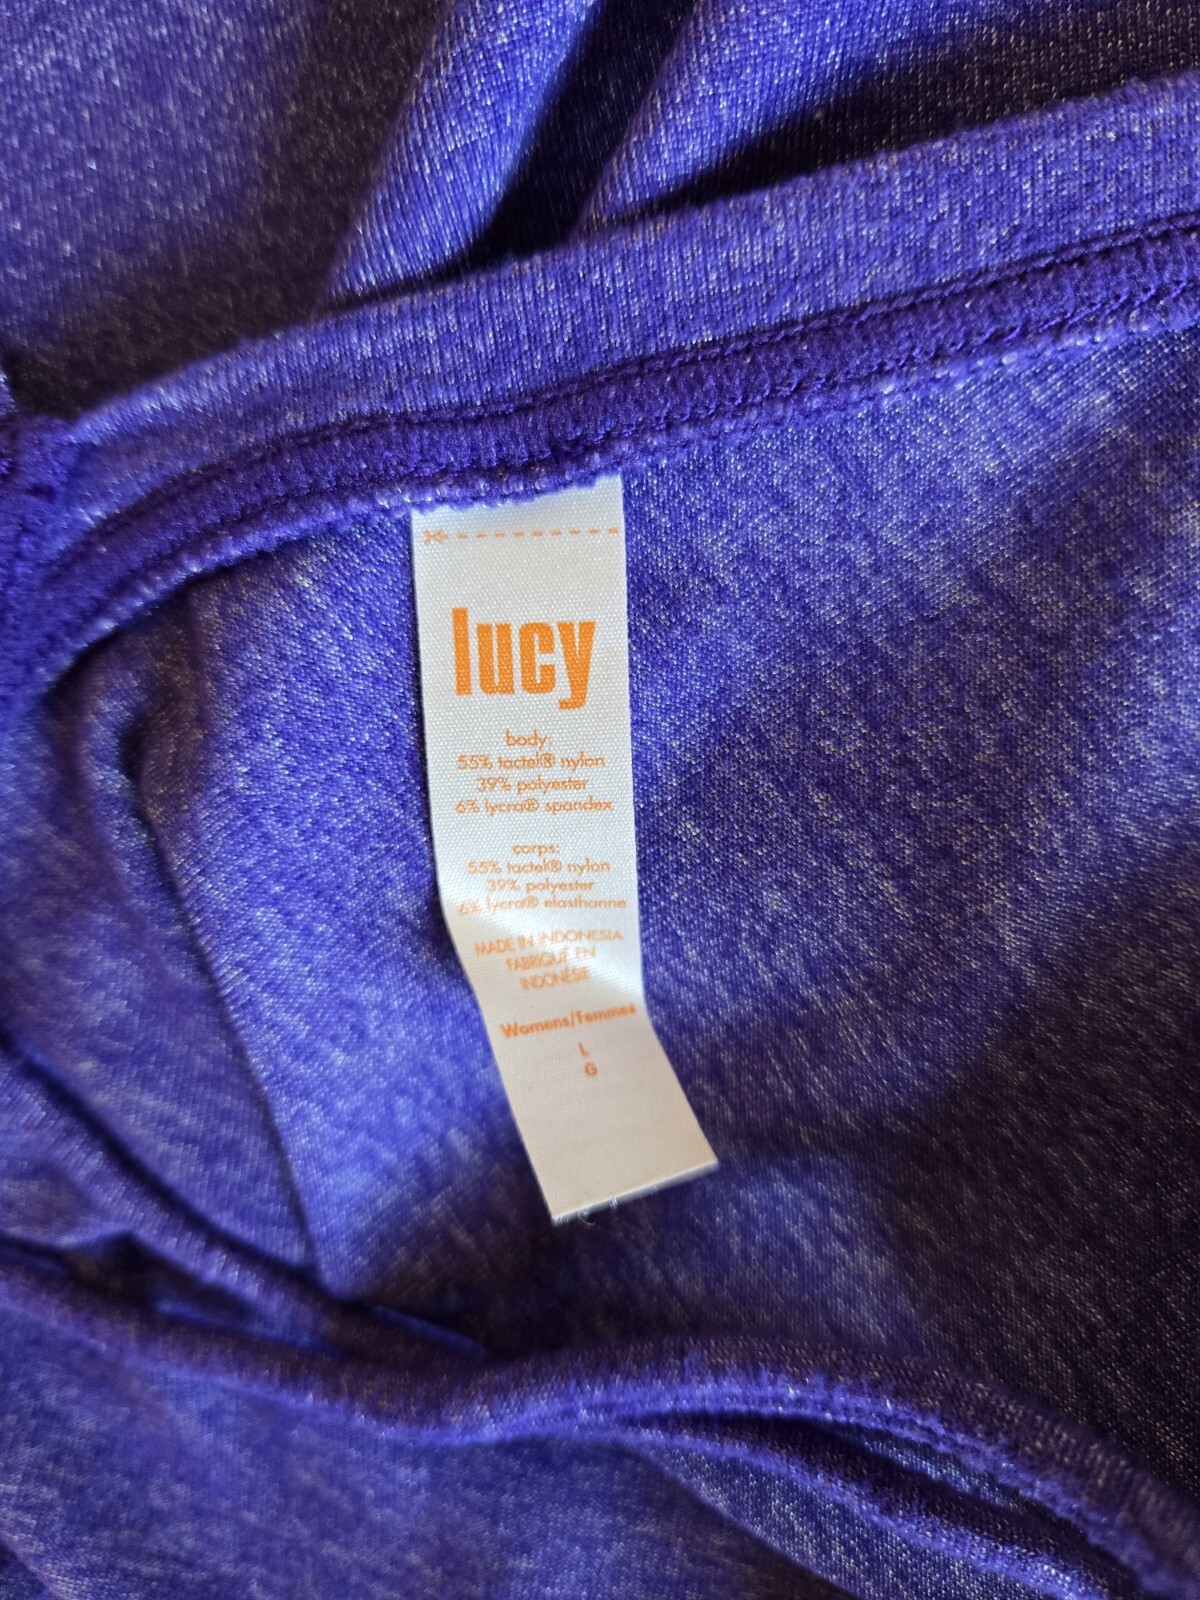 lucy
body:
55% tactel® nylon
39% polyester
6% lycra® spandex
corps:
55% tactel® nylon
39% polyester
6% lycra® elasthanne
MADE IN INDONESIA
FABRIQUÉ EN
INDONÉSIE
Womens/Femmes
L
G